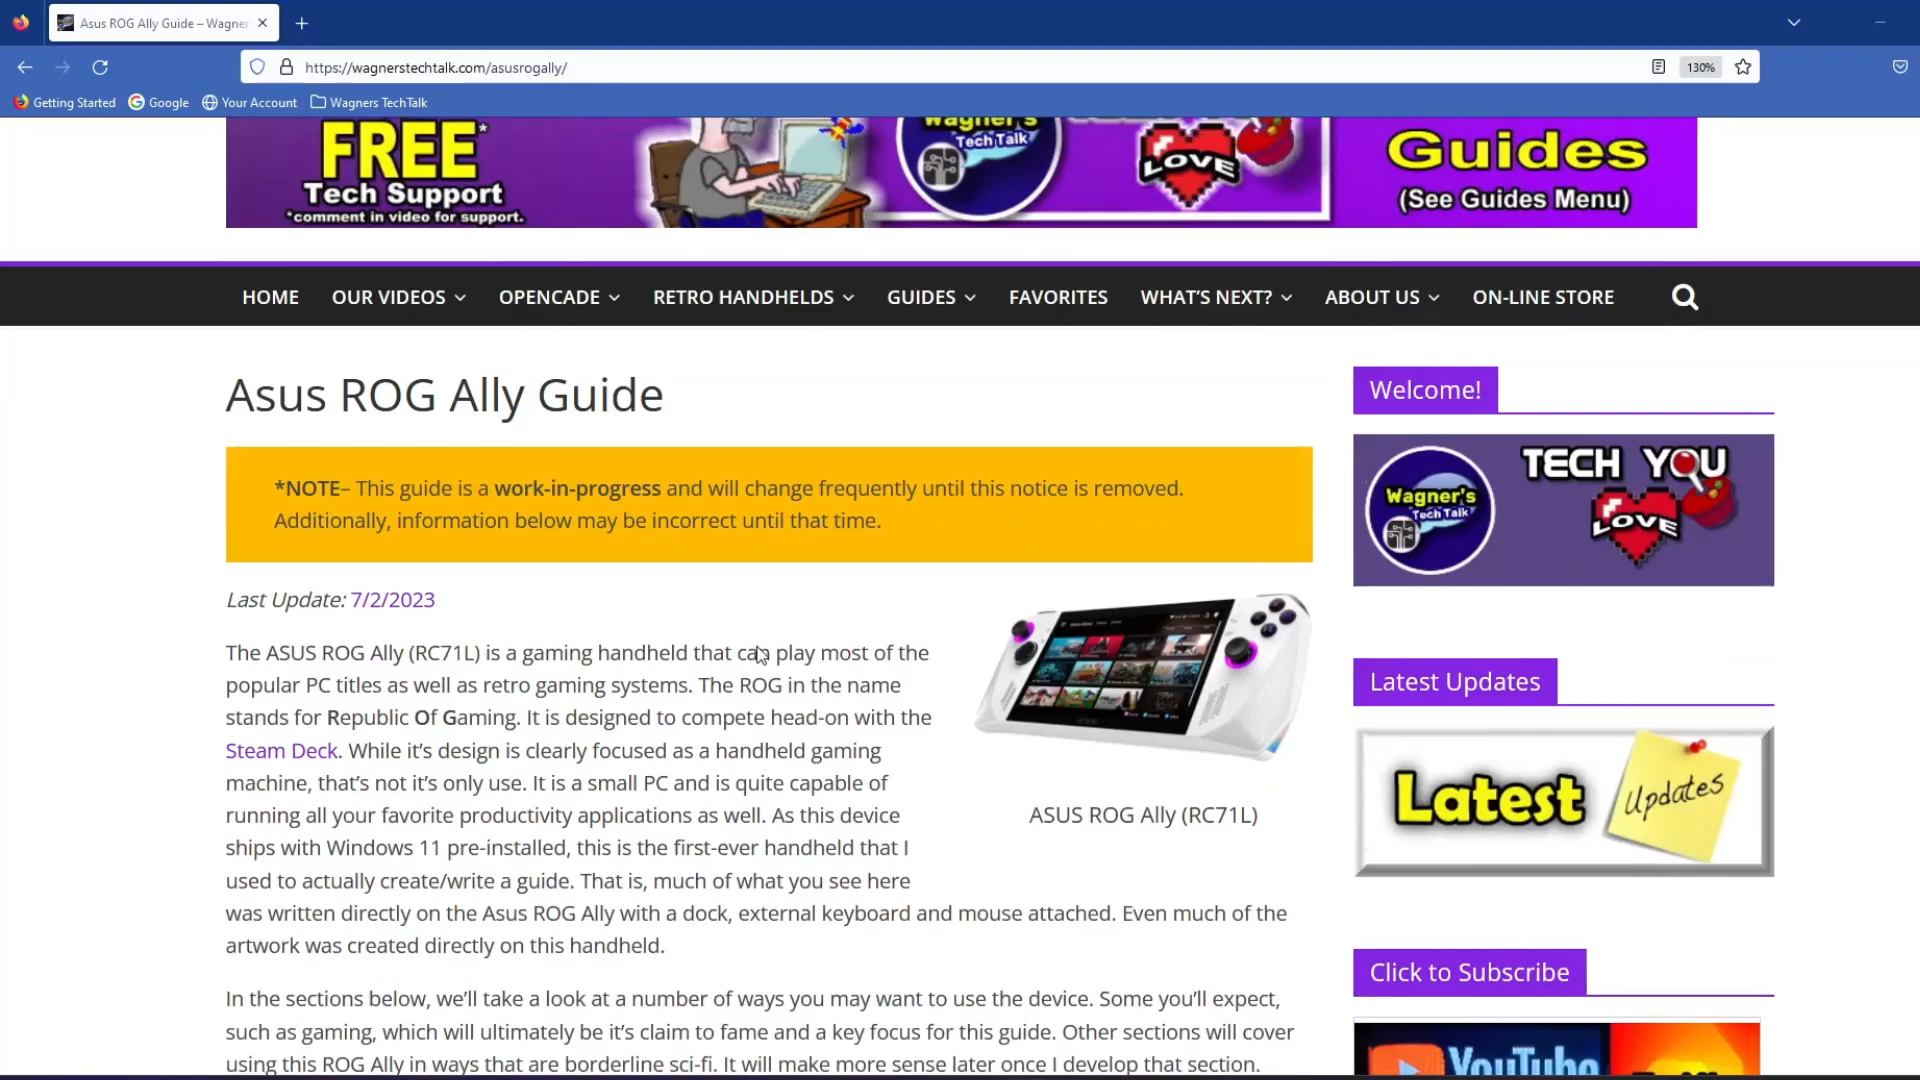 Asus ROG Ally Guide – Wagner
https://wagnerstechtalk.com/asusrogally/
130%
Getting Started
Google
Your Account
Wagners TechTalk
FREE*
Tech Support
*comment in video for support.
Wagner's
Tech Talk
LOVE
Guides
(See Guides Menu)
HOME
OUR VIDEOS
OPENCADE
RETRO HANDHELDS
GUIDES
FAVORITES
WHAT'S NEXT?
ABOUT US
ON-LINE STORE
Asus ROG Ally Guide
*NOTE– This guide is a work-in-progress and will change frequently until this notice is removed.
Additionally, information below may be incorrect until that time.
Last Update: 7/2/2023
The ASUS ROG Ally (RC71L) is a gaming handheld that can play most of the
popular PC titles as well as retro gaming systems. The ROG in the name
stands for Republic Of Gaming. It is designed to compete head-on with the
Steam Deck. While it's design is clearly focused as a handheld gaming
machine, that's not it's only use. It is a small PC and is quite capable of
running all your favorite productivity applications as well. As this device
ships with Windows 11 pre-installed, this is the first-ever handheld that I
used to actually create/write a guide. That is, much of what you see here
was written directly on the Asus ROG Ally with a dock, external keyboard and mouse attached. Even much of the
artwork was created directly on this handheld.
ASUS ROG Ally (RC71L)
In the sections below, we'll take a look at a number of ways you may want to use the device. Some you'll expect,
such as gaming, which will ultimately be it's claim to fame and a key focus for this guide. Other sections will cover
using this ROG Ally in ways that are borderline sci-fi. It will make more sense later once I develop that section.
Welcome!
Wagner's
Tech Talk
TECH YOU
LOVE
Latest Updates
Latest
Updates
Click to Subscribe
YouTube